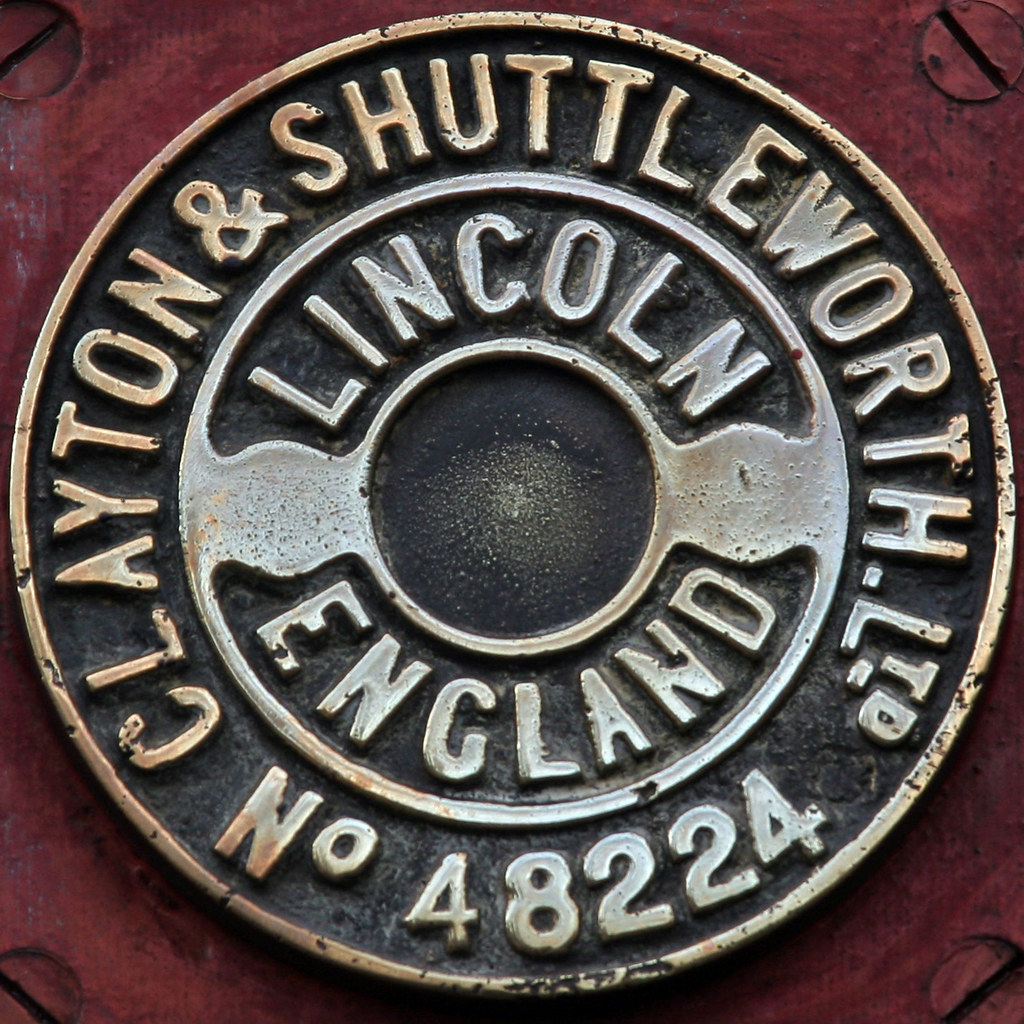 CLAYTON & SHUTTLEWORTH. LTD
LINCOLN
ENGLAND
No 48224